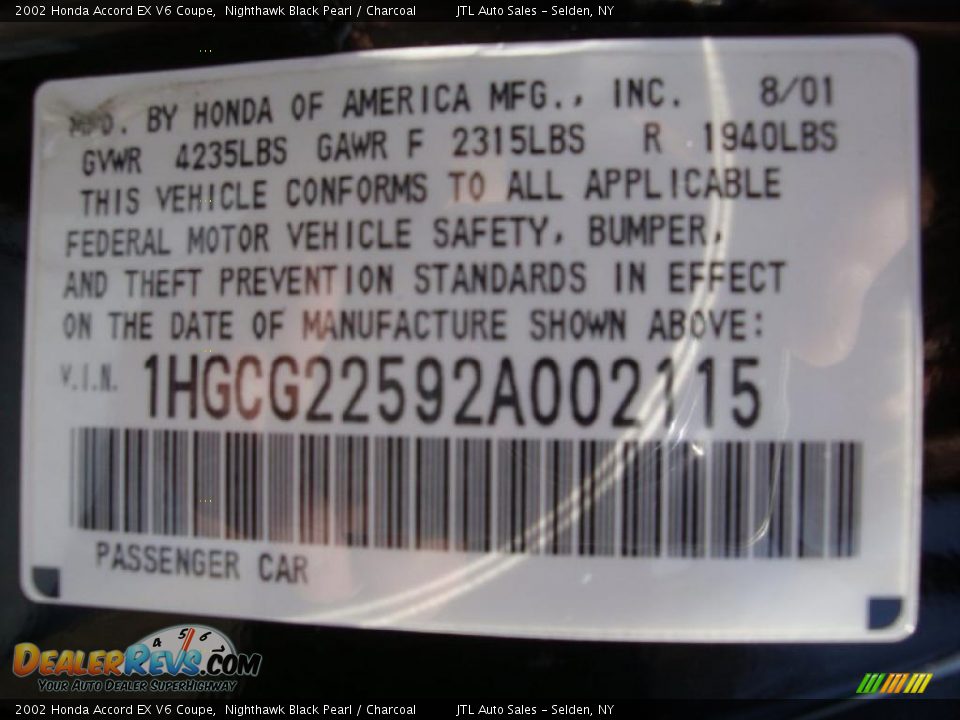 2002 Honda Accord EX V6 Coupe, Nighthawk Black Pearl / Charcoal JTL Auto Sales - Selden, NY
MFD. BY HONDA OF AMERICA MFG., INC. 8/01
GVWR 4235LBS GAWR F 2315LBS R 1940LBS
THIS VEHICLE CONFORMS TO ALL APPLICABLE
FEDERAL MOTOR VEHICLE SAFETY, BUMPER,
AND THEFT PREVENTION STANDARDS IN EFFECT
ON THE DATE OF MANUFACTURE SHOWN ABOVE:
V.I.N. 1HGCG22592A002115
PASSENGER CAR
4 5 6
DealerRevs.com
Your Auto Dealer SuperHighway
2002 Honda Accord EX V6 Coupe, Nighthawk Black Pearl / Charcoal JTL Auto Sales - Selden, NY